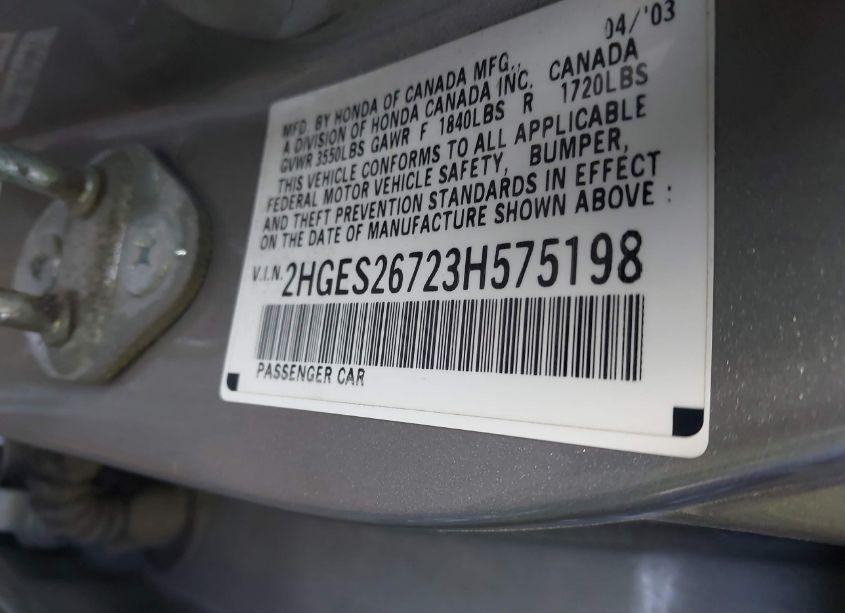 04/'03
MFD. BY HONDA OF CANADA MFG.,
A DIVISION OF HONDA CANADA INC. CANADA
GVWR 3550LBS GAWR F 1840LBS R 1720LBS
THIS VEHICLE CONFORMS TO ALL APPLICABLE
FEDERAL MOTOR VEHICLE SAFETY, BUMPER,
AND THEFT PREVENTION STANDARDS IN EFFECT
ON THE DATE OF MANUFACTURE SHOWN ABOVE :
V.I.N. 2HGES26723H575198
PASSENGER CAR